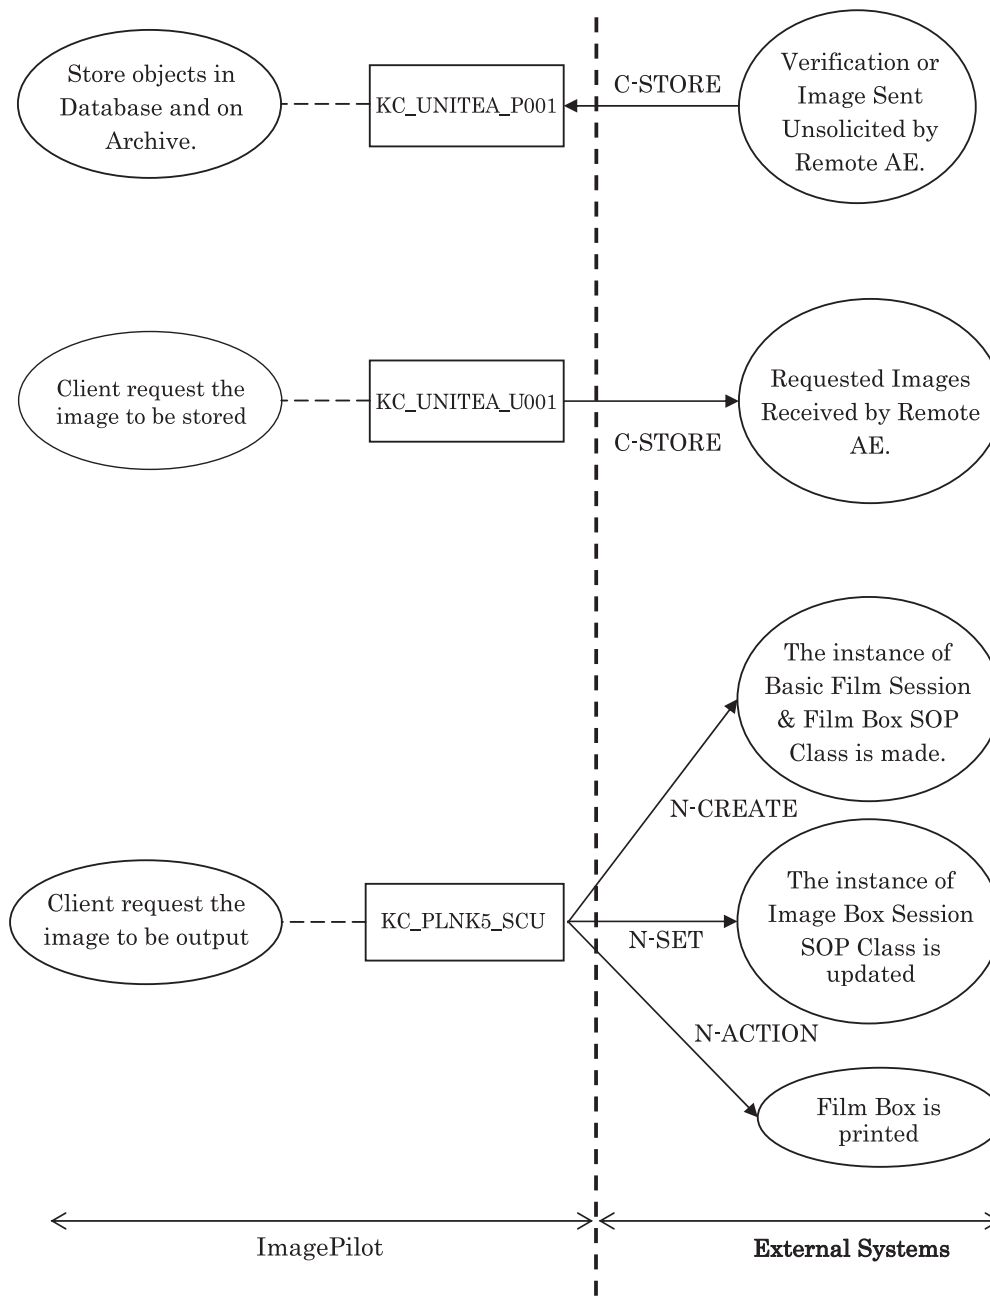 Store objects in
Database and on
Archive.
KC_UNITEA_P001
C-STORE
Verification or
Image Sent
Unsolicited by
Remote AE.
Client request the
image to be stored
KC_UNITEA_U001
C-STORE
Requested Images
Received by Remote
AE.
The instance of
Basic Film Session
& Film Box SOP
Class is made.
N-CREATE
Client request the
image to be output
KC_PLNK5_SCU
N-SET
The instance of
Image Box Session
SOP Class is
updated
N-ACTION
Film Box is
printed
ImagePilot
External Systems